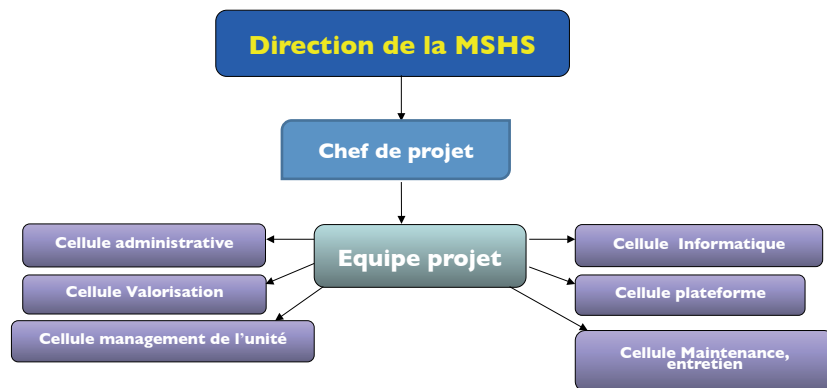 Direction de la MSHS
Chef de projet
Equipe projet
Cellule administrative
Cellule Valorisation
Cellule management de l'unité
Cellule Informatique
Cellule plateforme
Cellule Maintenance,
entretien